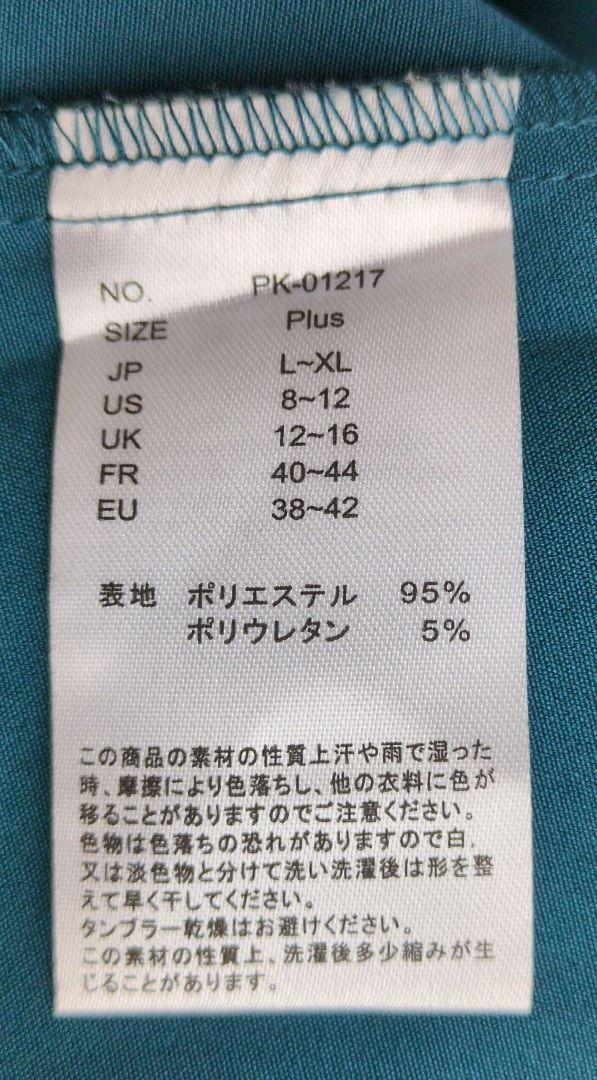 NO. PK-01217
SIZE Plus
JP L~XL
US 8~12
UK 12~16
FR 40~44
EU 38~42
表地 ポリエステル 95%
ポリウレタン 5%
この商品の素材の性質上汗や雨で湿った
時、摩擦により色落ちし、他の衣料に色が
移ることがありますのでご注意ください。
色物は色落ちの恐れがありますので白.
又は淡色物と分けて洗い洗濯後は形を整
えて早く干してください。
タンブラー乾燥はお避けください。
この素材の性質上、洗濯後多少縮みが生
じることがあります。